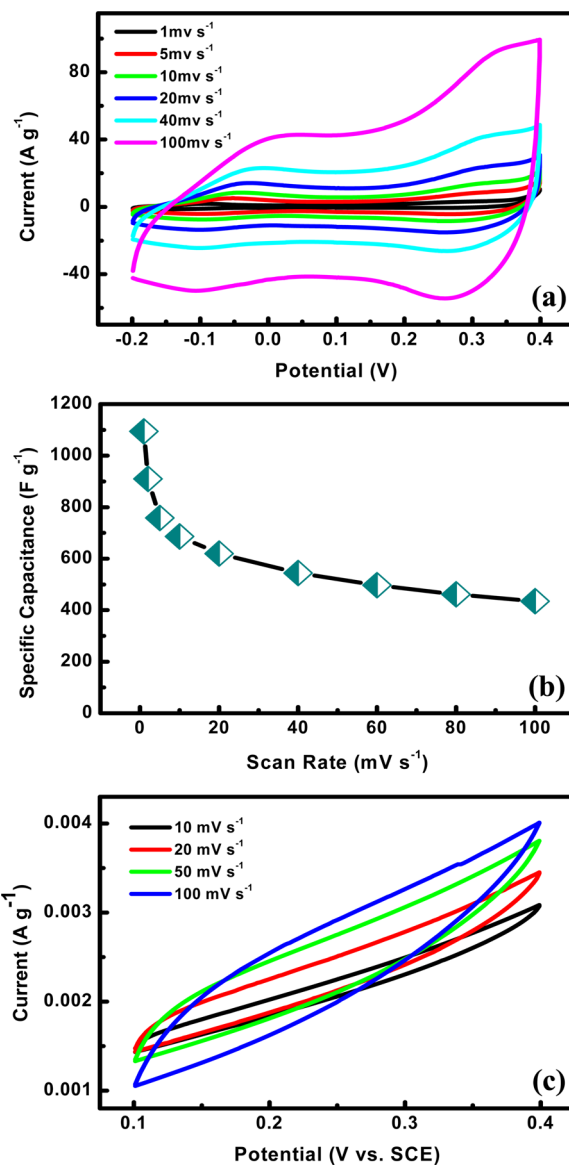 1mv s⁻¹
5mv s⁻¹
10mv s⁻¹
20mv s⁻¹
40mv s⁻¹
100mv s⁻¹
80
40
0
-40
Current (A g⁻¹)
(a)
-0.2 -0.1 0.0 0.1 0.2 0.3 0.4
Potential (V)
1200
1000
800
600
400
200
0
Specific Capacitance (F g⁻¹)
(b)
0 20 40 60 80 100
Scan Rate (mV s⁻¹)
10 mV s⁻¹
20 mV s⁻¹
50 mV s⁻¹
100 mV s⁻¹
0.004
0.003
0.002
0.001
Current (A g⁻¹)
(c)
0.1 0.2 0.3 0.4
Potential (V vs. SCE)